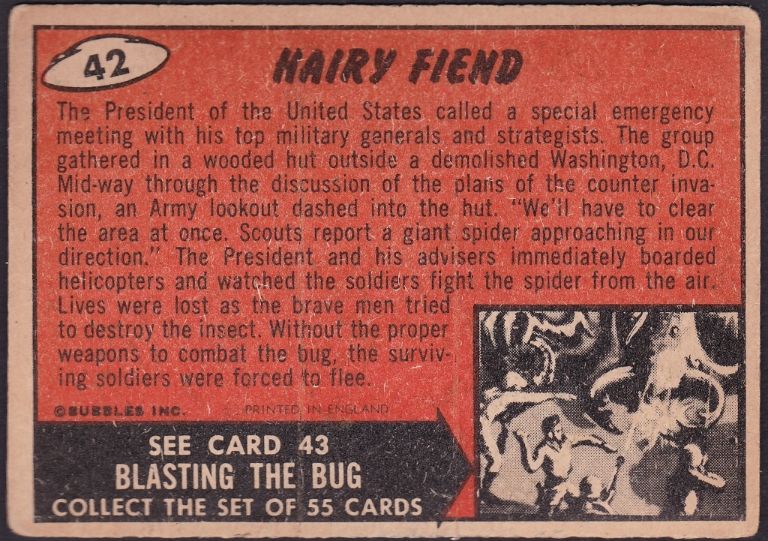 42
HAIRY FIEND
The President of the United States called a special emergency
meeting with his top military generals and strategists. The group
gathered in a wooded hut outside a demolished Washington, D.C.
Mid-way through the discussion of the plans of the counter inva-
sion, an Army lookout dashed into the hut. "We'll have to clear
the area at once. Scouts report a giant spider approaching in our
direction." The President and his advisers immediately boarded
helicopters and watched the soldiers fight the spider from the air.
Lives were lost as the brave men tried
to destroy the insect. Without the proper
weapons to combat the bug, the surviv-
ing soldiers were forced to flee.
©BUBBLES INC. PRINTED IN ENGLAND
SEE CARD 43
BLASTING THE BUG
COLLECT THE SET OF 55 CARDS